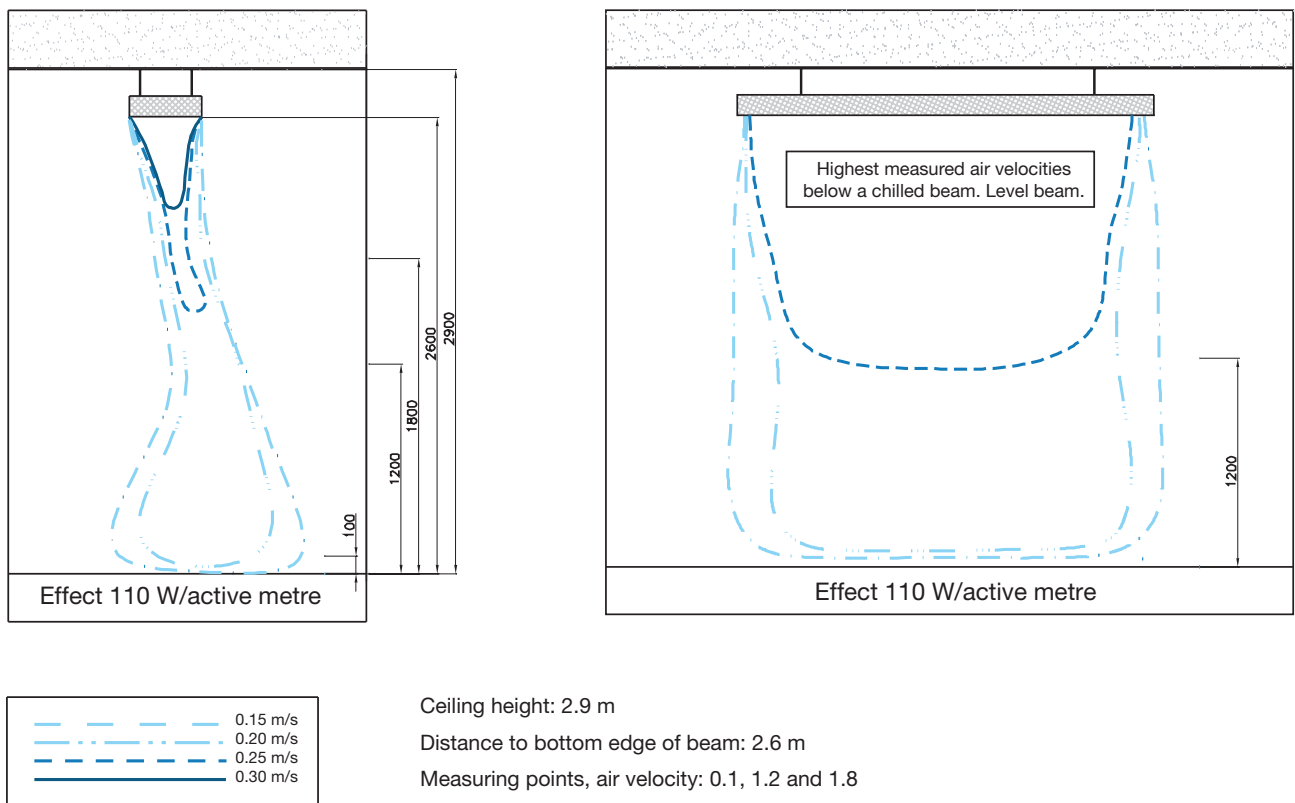 Highest measured air velocities
below a chilled beam. Level beam.
2900
2600
1800
1200
100
1200
Effect 110 W/active metre
Effect 110 W/active metre
0.15 m/s
0.20 m/s
0.25 m/s
0.30 m/s
Ceiling height: 2.9 m
Distance to bottom edge of beam: 2.6 m
Measuring points, air velocity: 0.1, 1.2 and 1.8